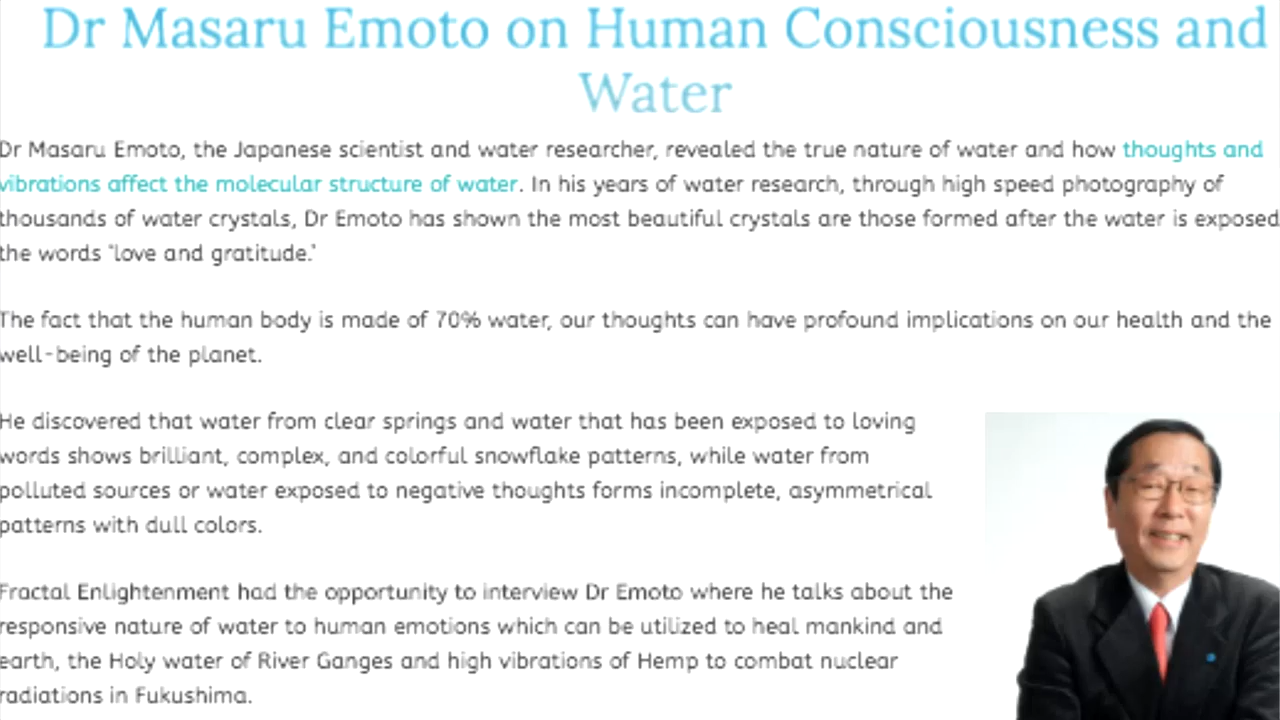 Dr Masaru Emoto on Human Consciousness and
Water
Dr Masaru Emoto, the Japanese scientist and water researcher, revealed the true nature of water and how thoughts and
vibrations affect the molecular structure of water. In his years of water research, through high speed photography of
thousands of water crystals, Dr Emoto has shown the most beautiful crystals are those formed after the water is exposed
the words "love and gratitude."
The fact that the human body is made of 70% water, our thoughts can have profound implications on our health and the
well-being of the planet.
He discovered that water from clear springs and water that has been exposed to loving
words shows brilliant, complex, and colorful snowflake patterns, while water from
polluted sources or water exposed to negative thoughts forms incomplete, asymmetrical
patterns with dull colors.
Fractal Enlightenment had the opportunity to interview Dr Emoto where he talks about the
responsive nature of water to human emotions which can be utilized to heal mankind and
earth, the Holy water of River Ganges and high vibrations of Hemp to combat nuclear
radiations in Fukushima.